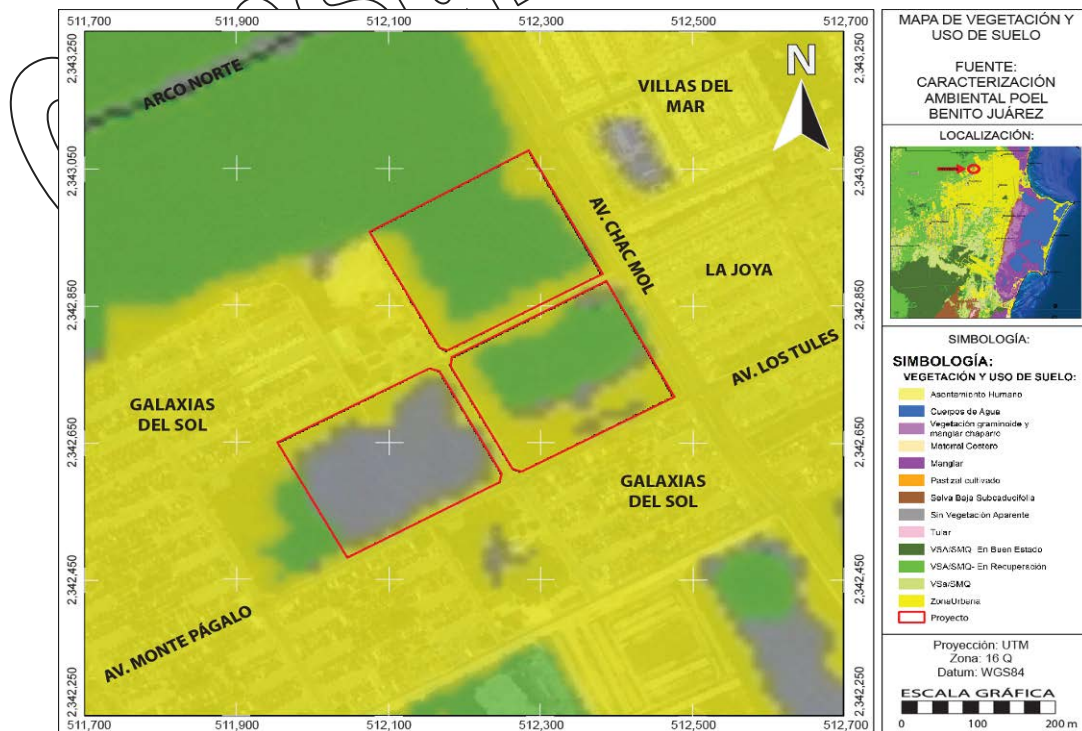 511,700
511,900
512,100
512,300
512,500
512,700
2,343,250
2,343,050
2,342,850
2,342,650
2,342,450
2,342,250
ARCO NORTE
VILLAS DEL
MAR
N
AV. CHAC MOL
LA JOYA
AV. LOS TULES
GALAXIAS
DEL SOL
GALAXIAS
DEL SOL
AV. MONTE PÁGALO
2,343,250
2,343,050
2,342,850
2,342,650
2,342,450
2,342,250
511,700
511,900
512,100
512,300
512,500
512,700
MAPA DE VEGETACIÓN Y
USO DE SUELO
FUENTE:
CARACTERIZACIÓN
AMBIENTAL POEL
BENITO JUÁREZ
LOCALIZACIÓN:
SIMBOLOGÍA:
SIMBOLOGÍA:
VEGETACIÓN Y USO DE SUELO:
Asentamiento Humano
Cuerpos de Agua
Vegetación graminoide y
manglar chaparro
Matorral Costero
Manglar
Pastizal cultivado
Selva Baja Subcaducifolia
Sin Vegetación Aparente
Tular
VSA/SMQ- En Buen Estado
VSA/SMQ- En Recuperación
VSa/SMQ
ZonaUrbana
Proyecto
Proyección: UTM
Zona: 16 Q
Datum: WGS84
ESCALA GRÁFICA
0 100 200 m